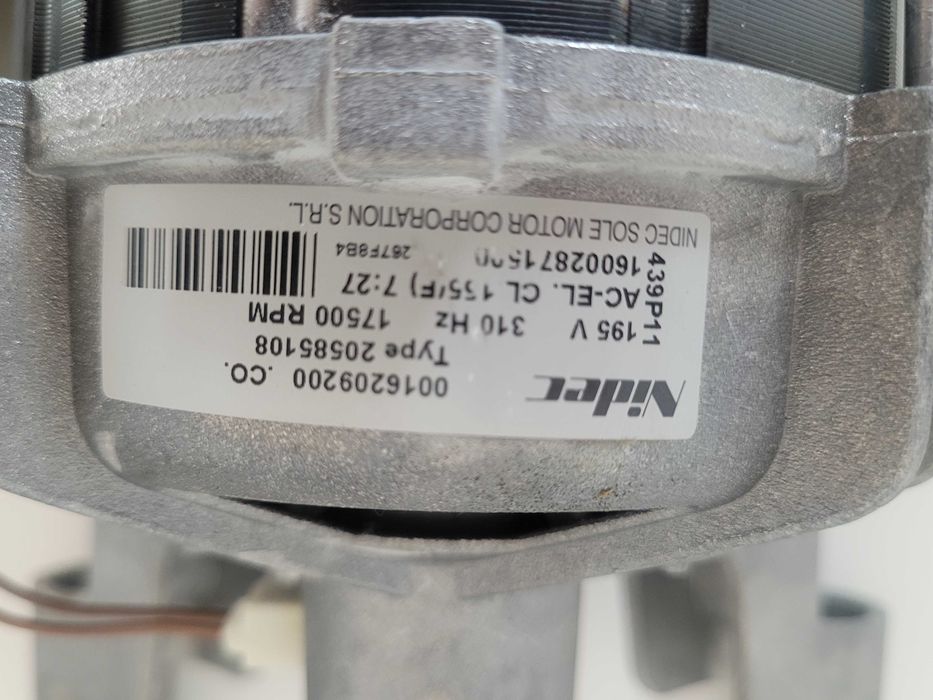 Nidec 0016209200 .CO.
Type 20585108
195 V 310 Hz 17500 RPM
AC-EL. CL 155(F) 7:27
439P11
267F8B4
NIDEC SOLE MOTOR CORPORATION S.R.L.